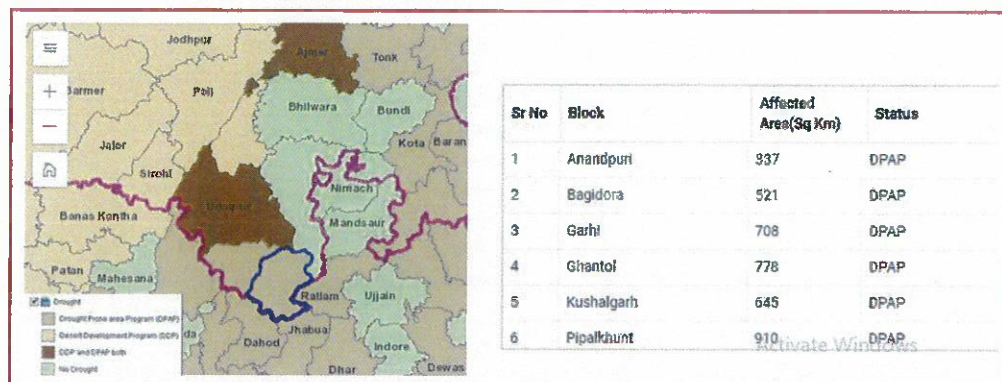 Jodhpur
Ajmer
Tonk
Barmer
Pali
Bhilwara
Bundi
Kota
Baran
Jalor
Sirohi
Nimach
Udaipur
Mandsaur
Banas Kantha
Patan
Mahesana
Ratlam
Ujjain
Jhabua
Dahod
Indore
Dhar
Dewas
da
Drought
Drought Prone area Program (DPAP)
Desert Development Program (DDP)
DDP and DPAP both
No Drought
Sr No Block Affected Area(Sq Km) Status
1 Anandpuri 337 DPAP
2 Bagidora 521 DPAP
3 Garhi 708 DPAP
4 Ghantol 778 DPAP
5 Kushalgarh 645 DPAP
6 Pipalkhunt 910 DPAP
Activate Windows